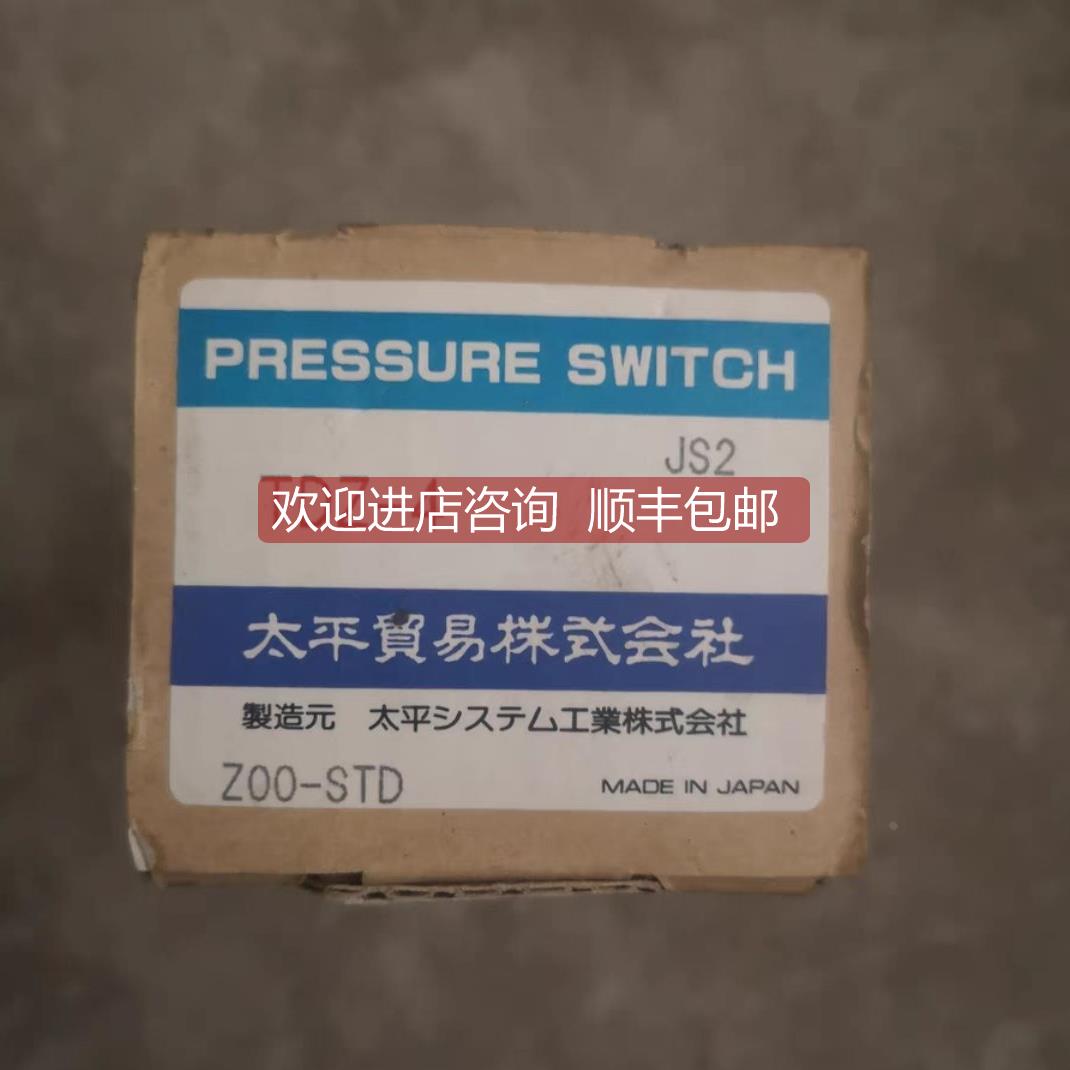 PRESSURE SWITCH
JS2
欢迎进店咨询 顺丰包邮
太平貿易株式会社
製造元 太平システム工業株式会社
Z00-STD
MADE IN JAPAN